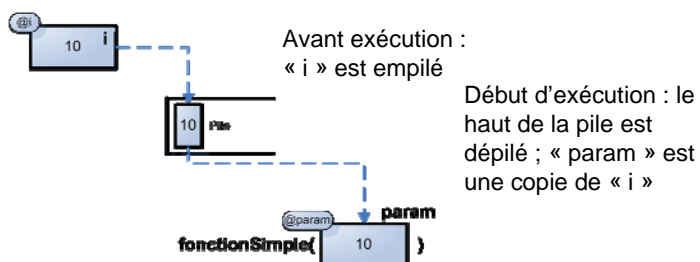 @i
10 i
Avant exécution :
« i » est empilé
10 Pile
Début d’exécution : le
haut de la pile est
dépilé ; « param » est
une copie de « i »
@param
param
fonctionSimple( 10 )